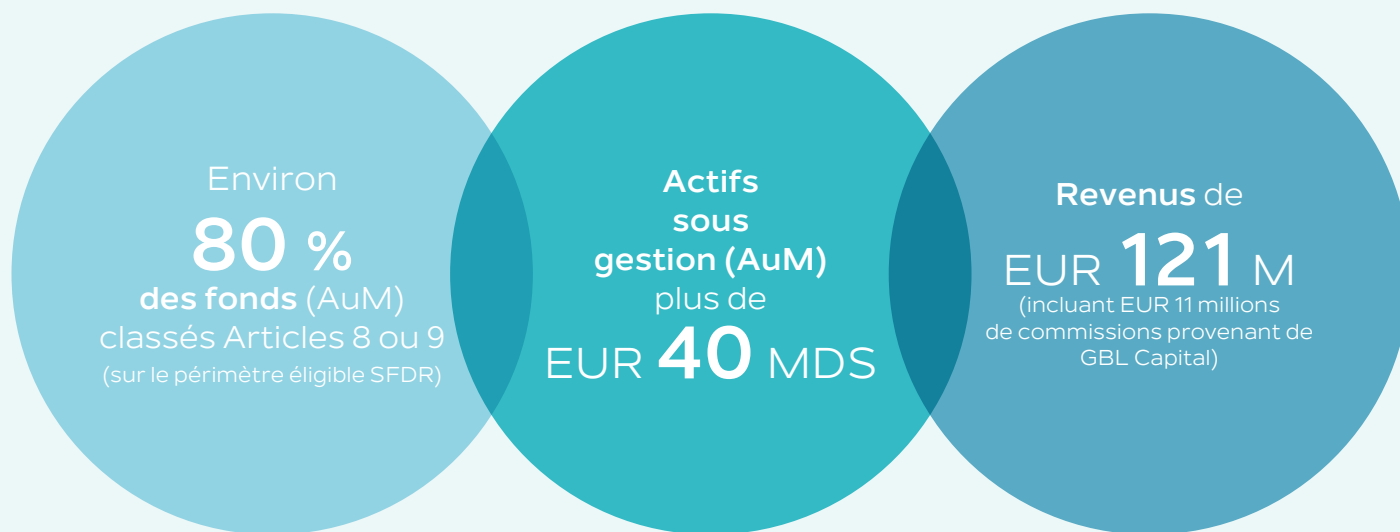 Environ
80 %
des fonds (AuM)
classés Articles 8 ou 9
(sur le périmètre éligible SFDR)
Actifs
sous
gestion (AuM)
plus de
EUR 40 MDS
Revenus de
EUR 121 M
(incluant EUR 11 millions
de commissions provenant de
GBL Capital)